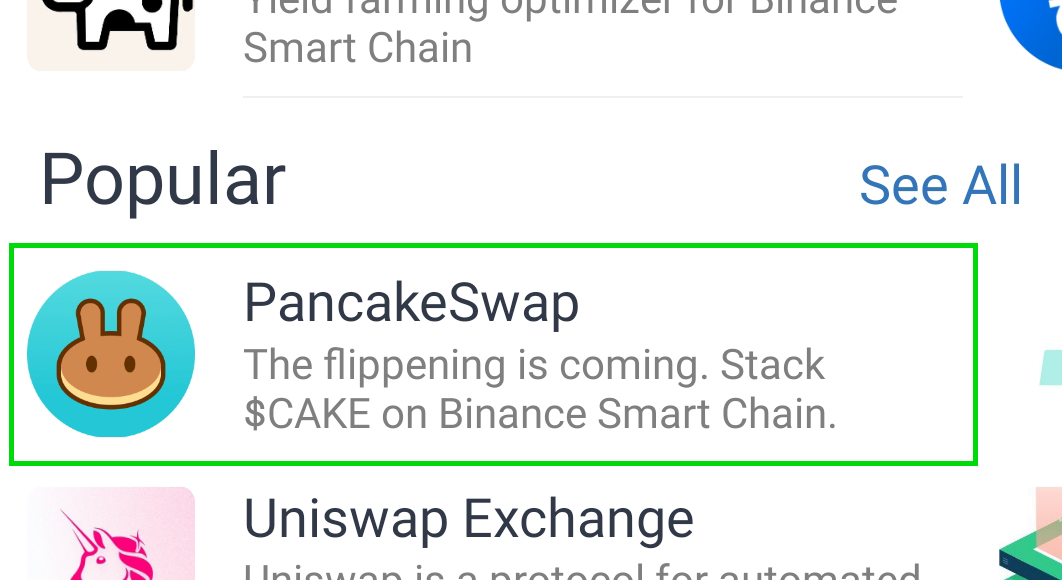 Yield farming optimizer for Binance
Smart Chain
Popular
See All
PancakeSwap
The flippening is coming. Stack
$CAKE on Binance Smart Chain.
Uniswap Exchange
Uniswap is a protocol for automated